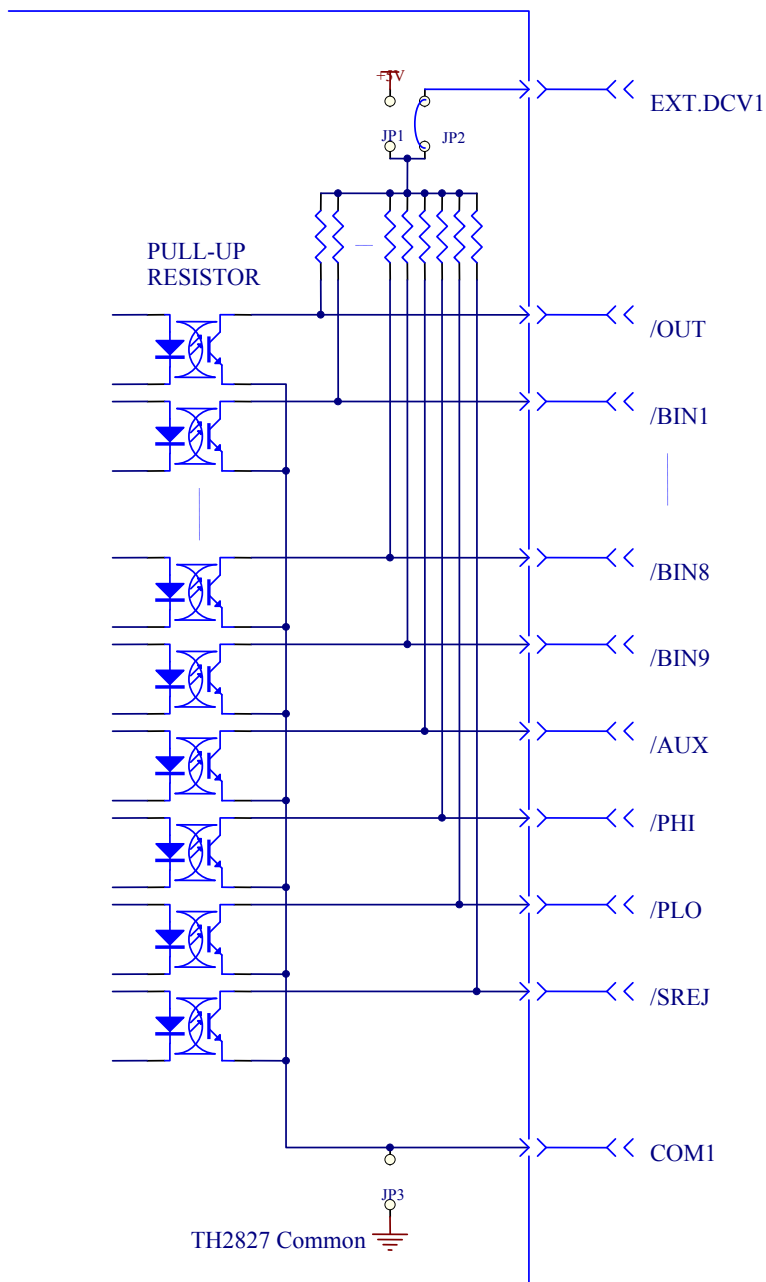 +5V
EXT.DCV1
JP1
JP2
PULL-UP
RESISTOR
/OUT
/BIN1
/BIN8
/BIN9
/AUX
/PHI
/PLO
/SREJ
COM1
JP3
TH2827 Common